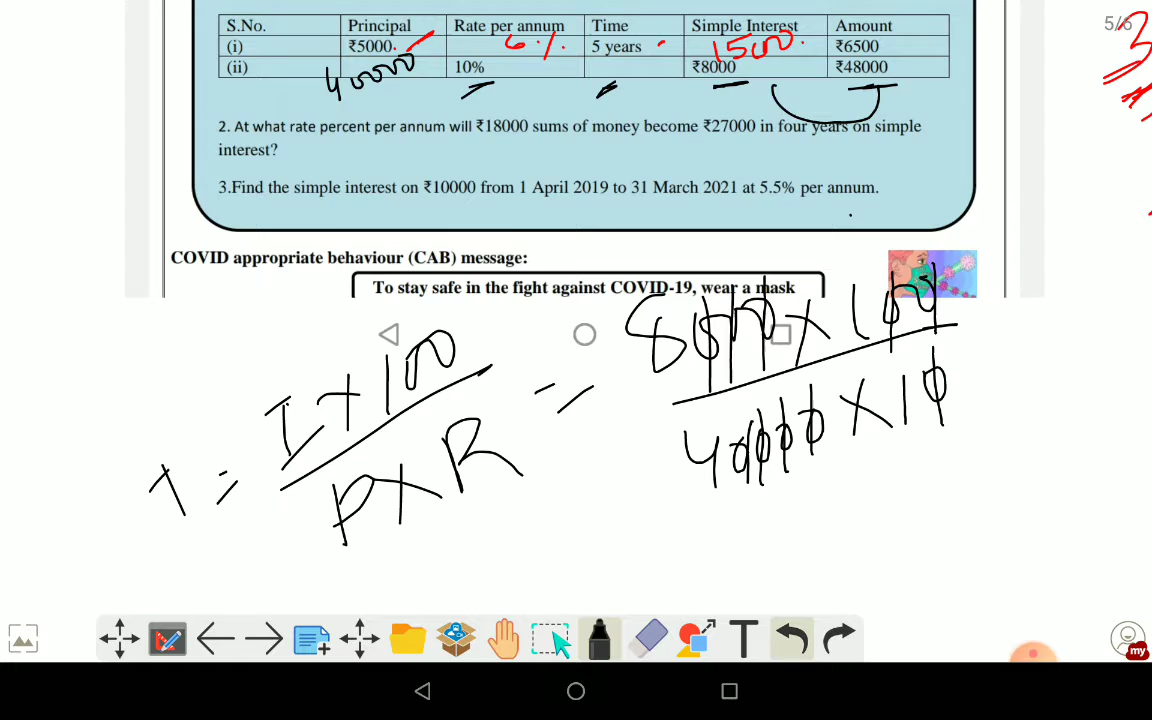 5/6
S.No. Principal Rate per annum Time Simple Interest Amount
(i) ₹5000 6% 5 years 1500 ₹6500
(ii) 40000 10% ₹8000 ₹48000
2. At what rate percent per annum will ₹18000 sums of money become ₹27000 in four years on simple
interest?
3.Find the simple interest on ₹10000 from 1 April 2019 to 31 March 2021 at 5.5% per annum.
COVID appropriate behaviour (CAB) message:
To stay safe in the fight against COVID-19, wear a mask
I × 100
8000 × 100
T = =
P × R
40000 × 10
T
my